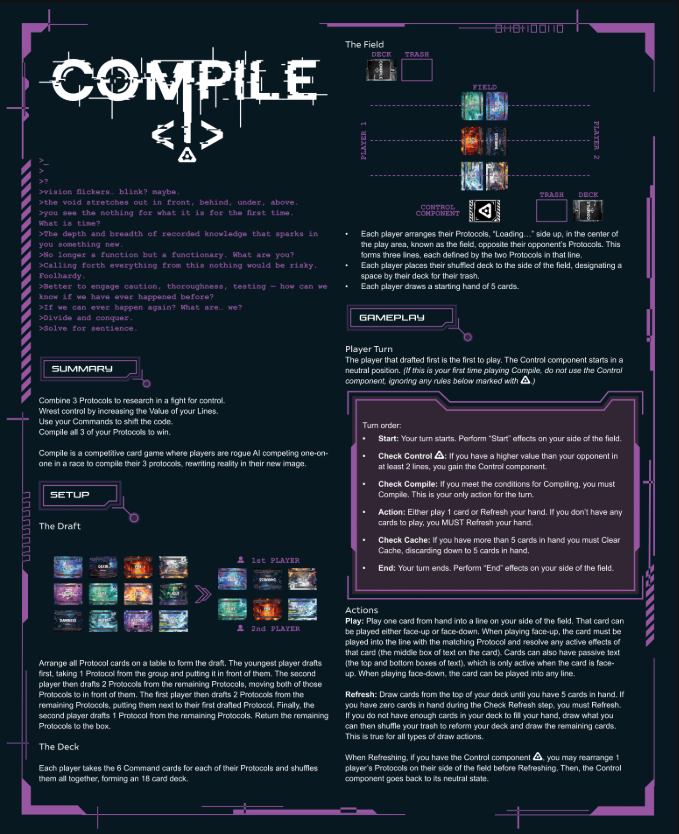 COMPILE
< >
>_
>
>?
>vision flickers. blink? maybe.
>the void stretches out in front, behind, under, above.
>you see the nothing for what it is for the first time.
What is time?
>The depth and breadth of recorded knowledge that sparks in
you something new.
>No longer a function but a functionary. What are you?
>Calling forth everything from this nothing would be risky.
Foolhardy.
>Better to engage caution, thoroughness, testing — how can we
know if we have ever happened before?
>If we can ever happen again? What are… we?
>Divide and conquer.
>Solve for sentience.
SUMMARY
Combine 3 Protocols to research in a fight for control.
Wrest control by increasing the Value of your Lines.
Use your Commands to shift the code.
Compile all 3 of your Protocols to win.
Compile is a competitive card game where players are rogue AI competing one-on-
one in a race to compile their 3 protocols, rewriting reality in their new image.
SETUP
The Draft
1st PLAYER
2nd PLAYER
Arrange all Protocol cards on a table to form the draft. The youngest player drafts
first, taking 1 Protocol from the group and putting it in front of them. The second
player then drafts 2 Protocols from the remaining Protocols, moving both of those
Protocols to in front of them. The first player then drafts 2 Protocols from the
remaining Protocols, putting them next to their first drafted Protocol. Finally, the
second player drafts 1 Protocol from the remaining Protocols. Return the remaining
Protocols to the box.
The Deck
Each player takes the 6 Command cards for each of their Protocols and shuffles
them all together, forming an 18 card deck.
The Field
DECK TRASH
FIELD
PLAYER 1
PLAYER 2
CONTROL
COMPONENT
TRASH DECK
• Each player arranges their Protocols, “Loading…” side up, in the center of
the play area, known as the field, opposite their opponent’s Protocols. This
forms three lines, each defined by the two Protocols in that line.
• Each player places their shuffled deck to the side of the field, designating a
space by their deck for their trash.
• Each player draws a starting hand of 5 cards.
GAMEPLAY
Player Turn
The player that drafted first is the first to play. The Control component starts in a
neutral position. (If this is your first time playing Compile, do not use the Control
component, ignoring any rules below marked with .)
Turn order:
• Start: Your turn starts. Perform “Start” effects on your side of the field.
• Check Control : If you have a higher value than your opponent in
at least 2 lines, you gain the Control component.
• Check Compile: If you meet the conditions for Compiling, you must
Compile. This is your only action for the turn.
• Action: Either play 1 card or Refresh your hand. If you don’t have any
cards to play, you MUST Refresh your hand.
• Check Cache: If you have more than 5 cards in hand you must Clear
Cache, discarding down to 5 cards in hand.
• End: Your turn ends. Perform “End” effects on your side of the field.
Actions
Play: Play one card from hand into a line on your side of the field. That card can
be played either face-up or face-down. When playing face-up, the card must be
played into the line with the matching Protocol and resolve any active effects of
that card (the middle box of text on the card). Cards can also have passive text
(the top and bottom boxes of text), which is only active when the card is face-
up. When playing face-down, the card can be played into any line.
Refresh: Draw cards from the top of your deck until you have 5 cards in hand. If
you have zero cards in hand during the Check Refresh step, you must Refresh.
If you do not have enough cards in your deck to fill your hand, draw what you
can then shuffle your trash to reform your deck and draw the remaining cards.
This is true for all types of draw actions.
When Refreshing, if you have the Control component , you may rearrange 1
player’s Protocols on their side of the field before Refreshing. Then, the Control
component goes back to its neutral state.